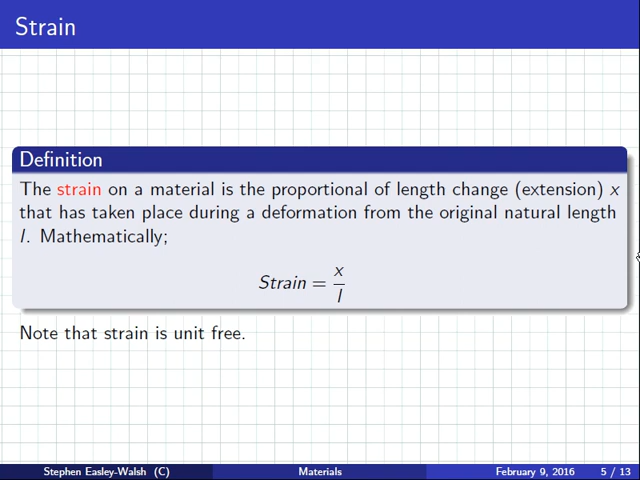 Strain
Definition
The strain on a material is the proportional of length change (extension) x
that has taken place during a deformation from the original natural length
l. Mathematically;
Strain = x/l
Note that strain is unit free.
Stephen Easley-Walsh (C) Materials February 9, 2016 5 / 13